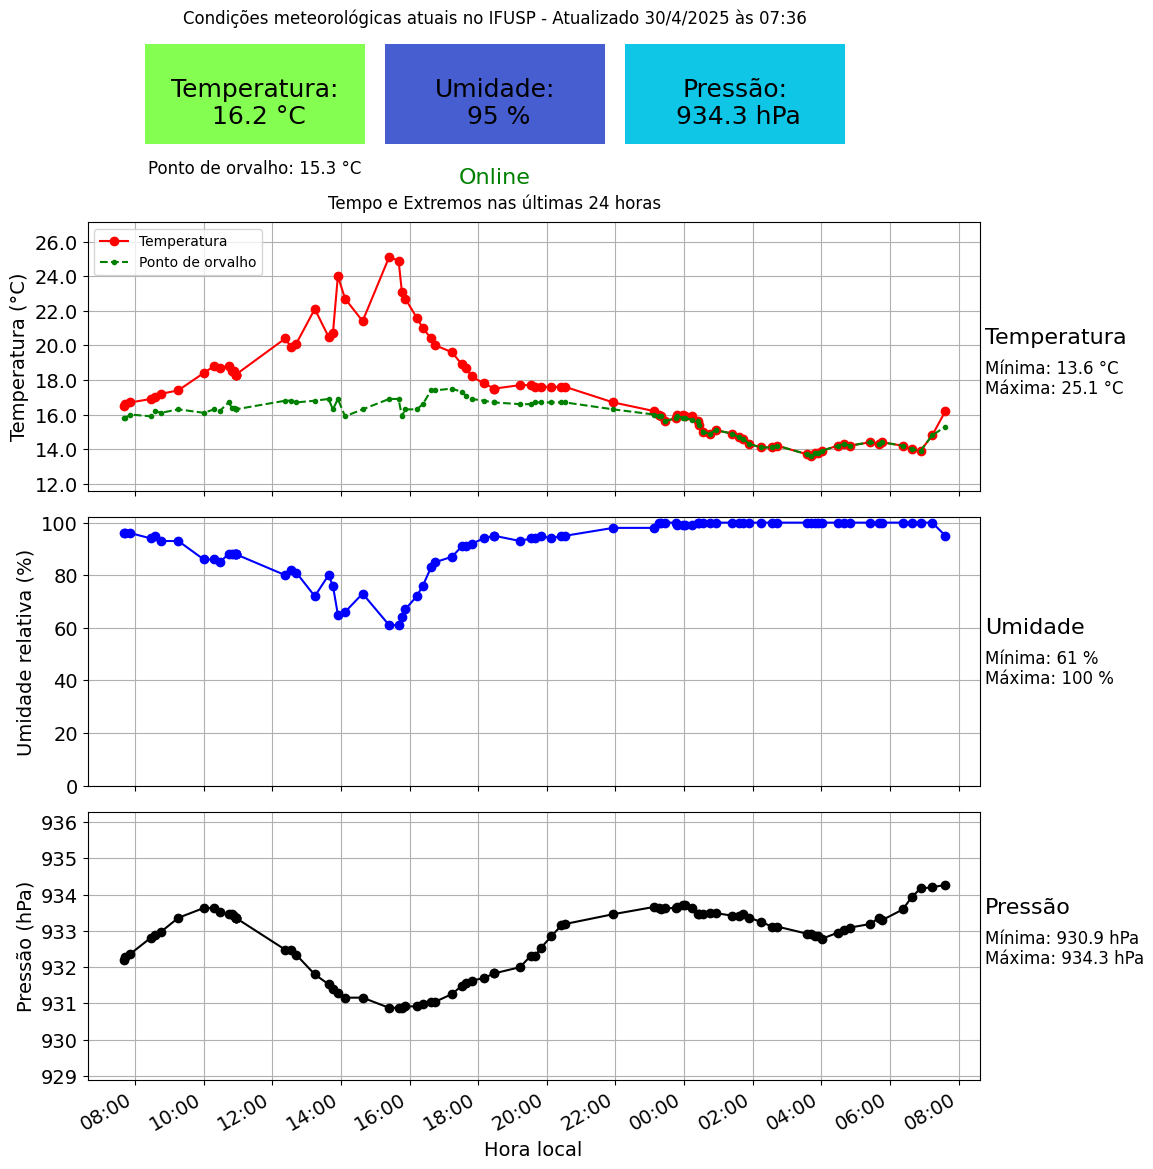 Condições meteorológicas atuais no IFUSP - Atualizado 30/4/2025 às 07:36
Temperatura:
16.2 °C
Umidade:
95 %
Pressão:
934.3 hPa
Ponto de orvalho: 15.3 °C
Online
Tempo e Extremos nas últimas 24 horas
Temperatura (°C)
26.0
24.0
22.0
20.0
18.0
16.0
14.0
12.0
Temperatura
Ponto de orvalho
Temperatura
Mínima: 13.6 °C
Máxima: 25.1 °C
Umidade relativa (%)
100
80
60
40
20
0
Umidade
Mínima: 61 %
Máxima: 100 %
Pressão (hPa)
936
935
934
933
932
931
930
929
Pressão
Mínima: 930.9 hPa
Máxima: 934.3 hPa
08:00
10:00
12:00
14:00
16:00
18:00
20:00
22:00
00:00
02:00
04:00
06:00
08:00
Hora local